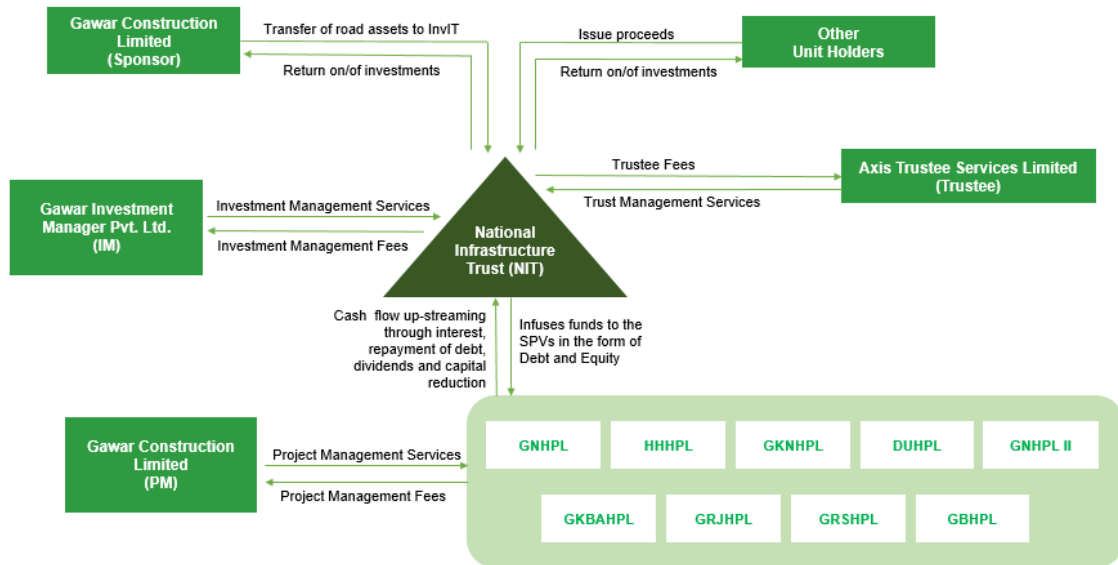 Gawar Construction
Limited
(Sponsor)
Transfer of road assets to InvIT
Return on/of investments
Issue proceeds
Return on/of investments
Other
Unit Holders
Trustee Fees
Trust Management Services
Axis Trustee Services Limited
(Trustee)
Gawar Investment
Manager Pvt. Ltd.
(IM)
Investment Management Services
Investment Management Fees
National
Infrastructure
Trust (NIT)
Cash flow up-streaming
through interest,
repayment of debt,
dividends and capital
reduction
Infuses funds to the
SPVs in the form of
Debt and Equity
Gawar Construction
Limited
(PM)
Project Management Services
Project Management Fees
GNHPL
HHHPL
GKNHPL
DUHPL
GNHPL II
GKBAHPL
GRJHPL
GRSHPL
GBHPL